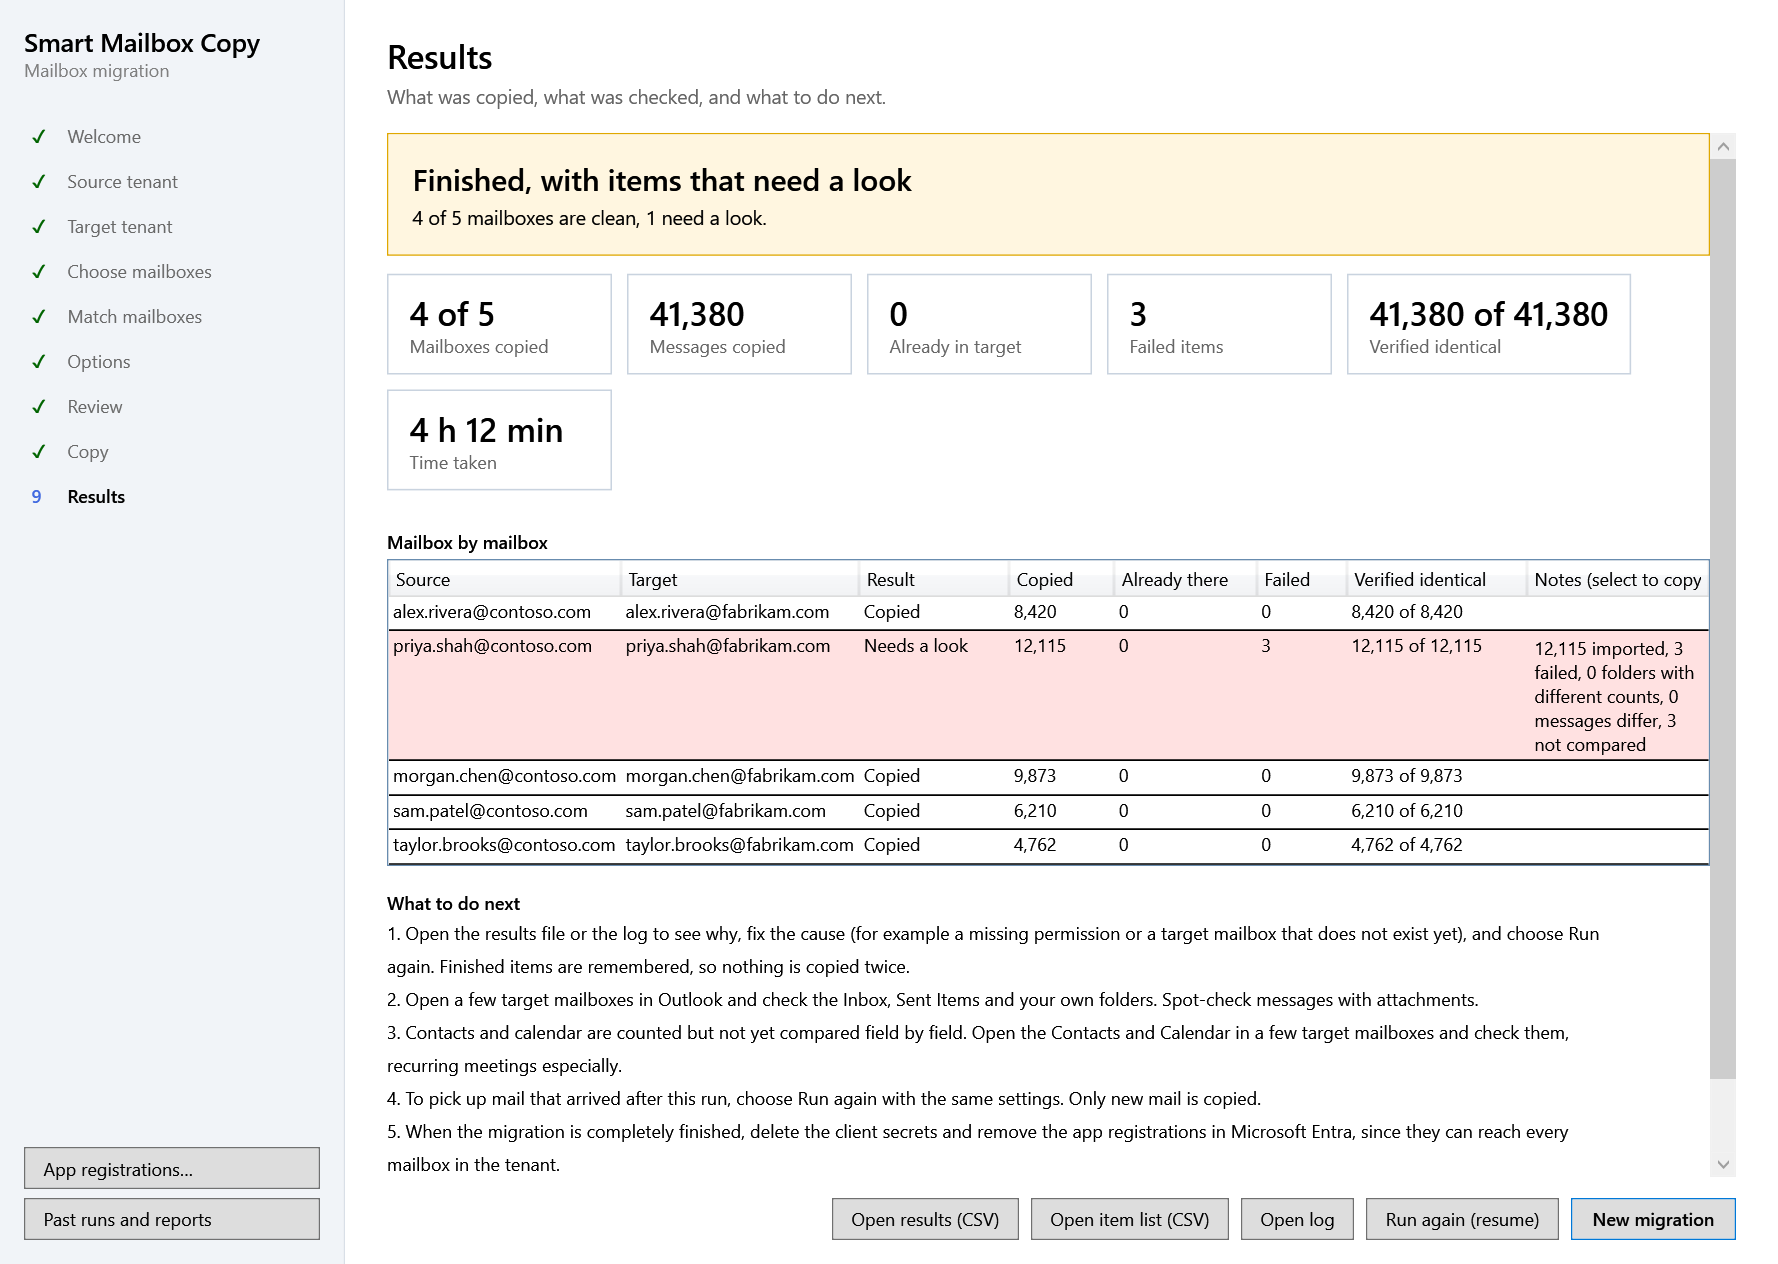 Smart Mailbox Copy
Mailbox migration
✓ Welcome
✓ Source tenant
✓ Target tenant
✓ Choose mailboxes
✓ Match mailboxes
✓ Options
✓ Review
✓ Copy
9 Results
App registrations...
Past runs and reports
Results
What was copied, what was checked, and what to do next.
Finished, with items that need a look
4 of 5 mailboxes are clean, 1 need a look.
4 of 5
Mailboxes copied
41,380
Messages copied
0
Already in target
3
Failed items
41,380 of 41,380
Verified identical
4 h 12 min
Time taken
Mailbox by mailbox
Source Target Result Copied Already there Failed Verified identical Notes (select to copy
alex.rivera@contoso.com alex.rivera@fabrikam.com Copied 8,420 0 0 8,420 of 8,420
priya.shah@contoso.com priya.shah@fabrikam.com Needs a look 12,115 0 3 12,115 of 12,115 12,115 imported, 3
failed, 0 folders with
different counts, 0
messages differ, 3
not compared
morgan.chen@contoso.com morgan.chen@fabrikam.com Copied 9,873 0 0 9,873 of 9,873
sam.patel@contoso.com sam.patel@fabrikam.com Copied 6,210 0 0 6,210 of 6,210
taylor.brooks@contoso.com taylor.brooks@fabrikam.com Copied 4,762 0 0 4,762 of 4,762
What to do next
1. Open the results file or the log to see why, fix the cause (for example a missing permission or a target mailbox that does not exist yet), and choose Run
again. Finished items are remembered, so nothing is copied twice.
2. Open a few target mailboxes in Outlook and check the Inbox, Sent Items and your own folders. Spot-check messages with attachments.
3. Contacts and calendar are counted but not yet compared field by field. Open the Contacts and Calendar in a few target mailboxes and check them,
recurring meetings especially.
4. To pick up mail that arrived after this run, choose Run again with the same settings. Only new mail is copied.
5. When the migration is completely finished, delete the client secrets and remove the app registrations in Microsoft Entra, since they can reach every
mailbox in the tenant.
Open results (CSV)
Open item list (CSV)
Open log
Run again (resume)
New migration